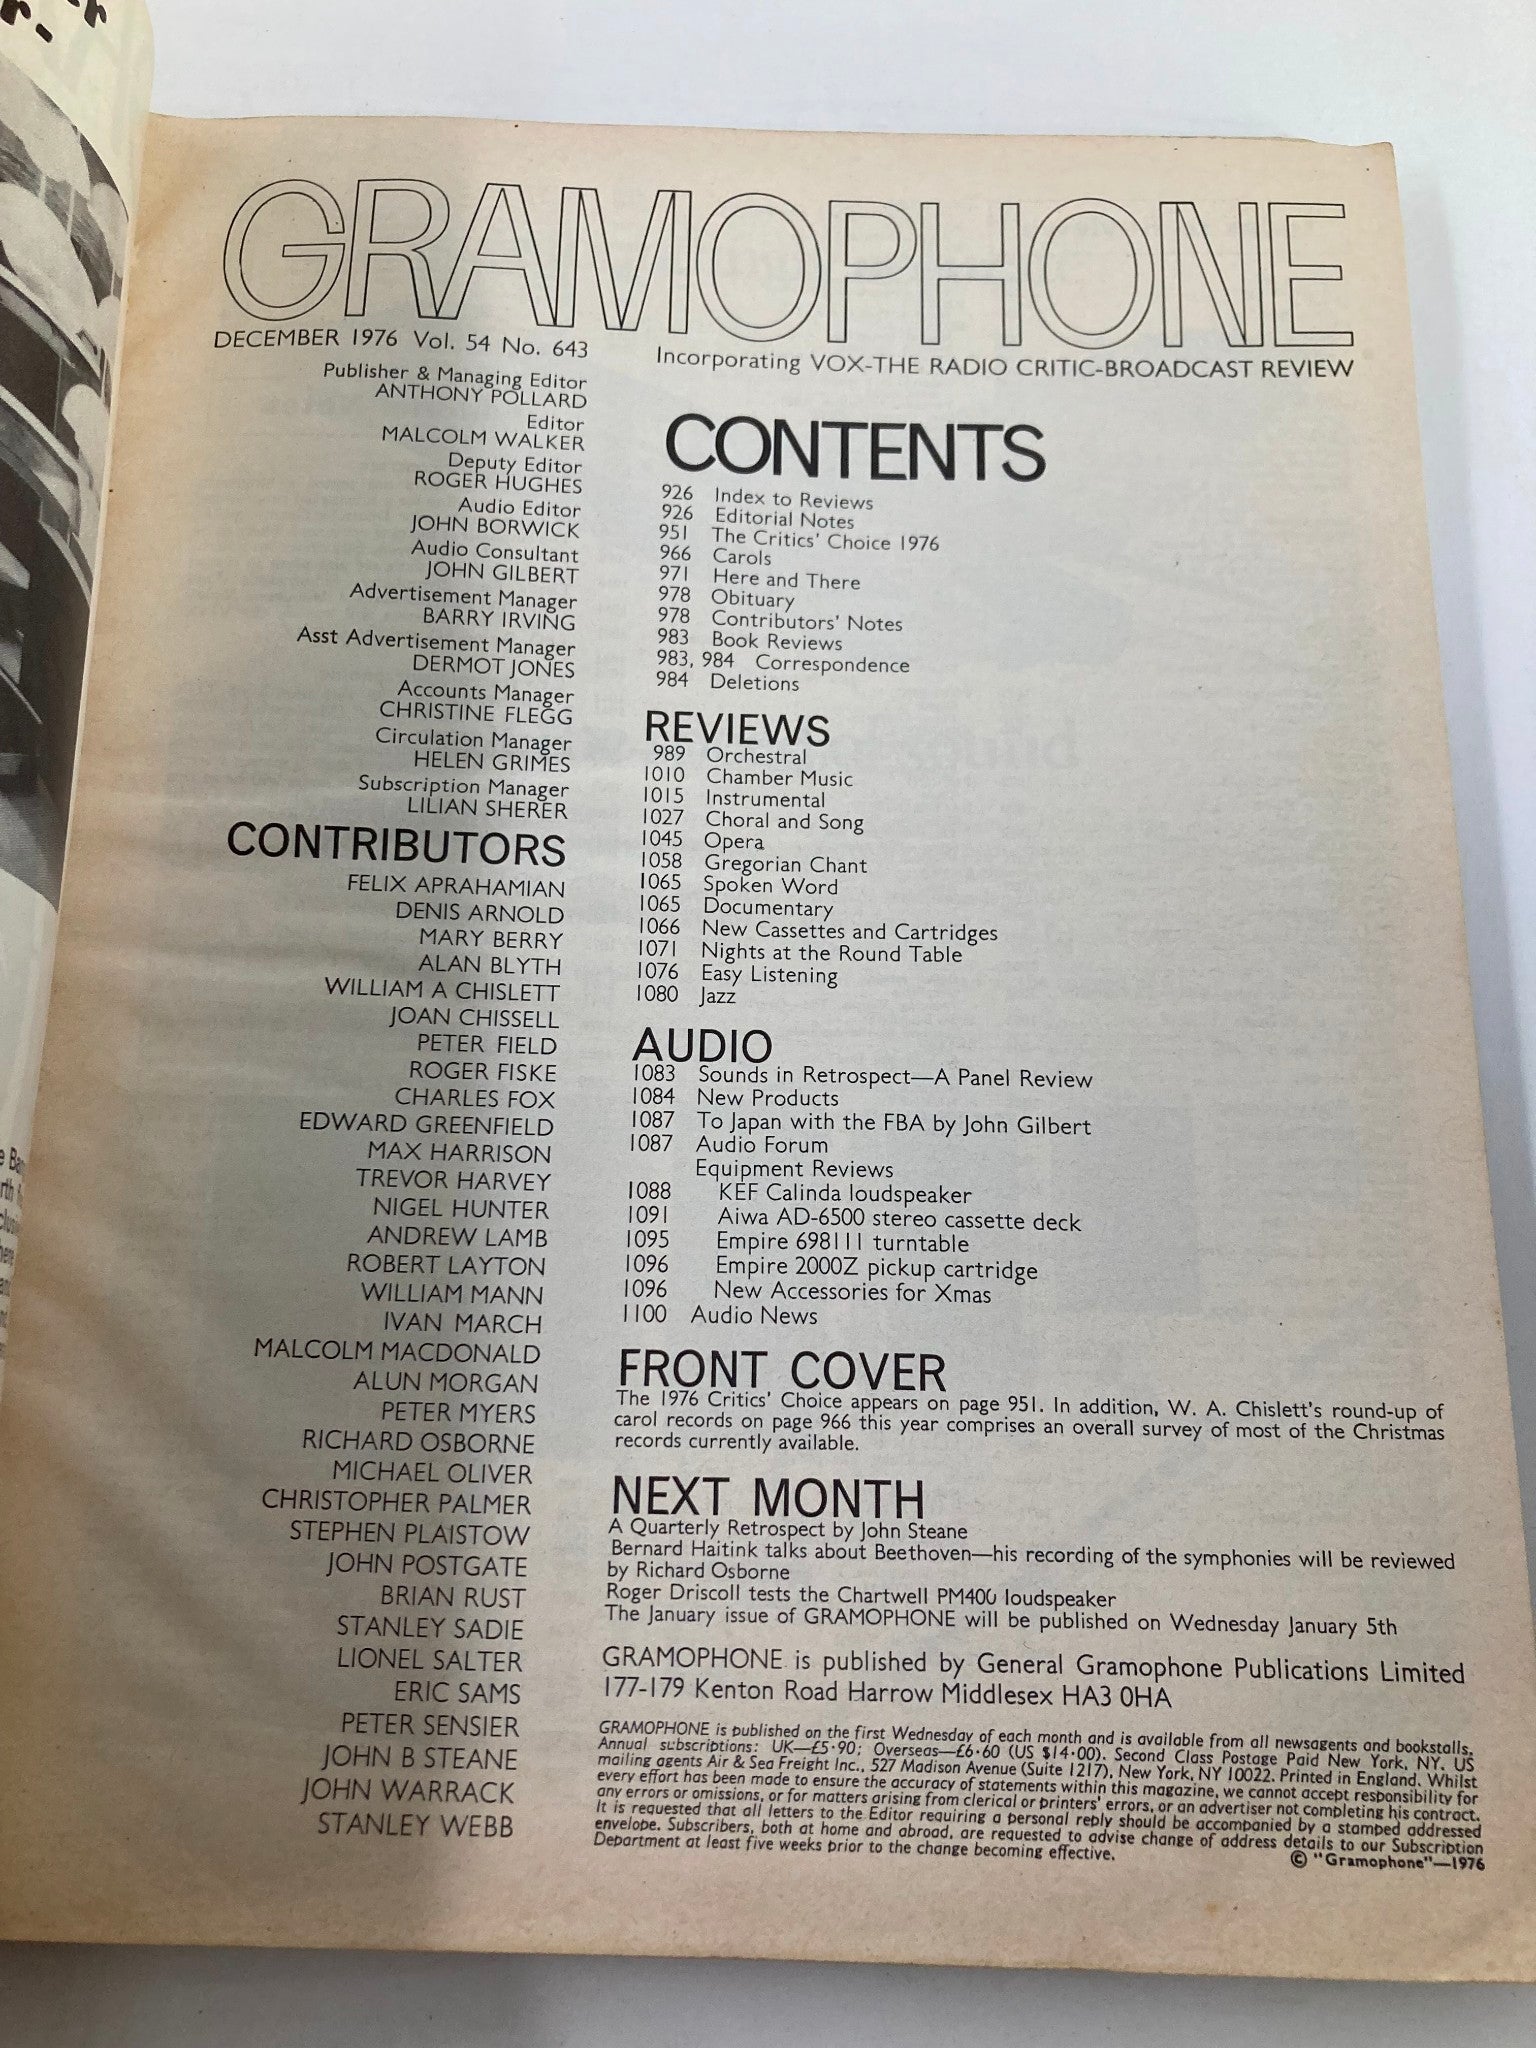 GRAMOPHONE
DECEMBER 1976 Vol. 54 No. 643
Incorporating VOX-THE RADIO CRITIC-BROADCAST REVIEW
Publisher & Managing Editor
ANTHONY POLLARD
Editor
MALCOLM WALKER
Deputy Editor
ROGER HUGHES
Audio Editor
JOHN BORWICK
Audio Consultant
JOHN GILBERT
Advertisement Manager
BARRY IRVING
Asst Advertisement Manager
DERMOT JONES
Accounts Manager
CHRISTINE FLEGG
Circulation Manager
HELEN GRIMES
Subscription Manager
LILIAN SHERER
CONTRIBUTORS
FELIX APRAHAMIAN
DENIS ARNOLD
MARY BERRY
ALAN BLYTH
WILLIAM A CHISLETT
JOAN CHISSELL
PETER FIELD
ROGER FISKE
CHARLES FOX
EDWARD GREENFIELD
MAX HARRISON
TREVOR HARVEY
NIGEL HUNTER
ANDREW LAMB
ROBERT LAYTON
WILLIAM MANN
IVAN MARCH
MALCOLM MACDONALD
ALUN MORGAN
PETER MYERS
RICHARD OSBORNE
MICHAEL OLIVER
CHRISTOPHER PALMER
STEPHEN PLAISTOW
JOHN POSTGATE
BRIAN RUST
STANLEY SADIE
LIONEL SALTER
ERIC SAMS
PETER SENSIER
JOHN B STEANE
JOHN WARRACK
STANLEY WEBB
CONTENTS
926 Index to Reviews
926 Editorial Notes
951 The Critics' Choice 1976
966 Carols
971 Here and There
978 Obituary
978 Contributors' Notes
983 Book Reviews
983, 984 Correspondence
984 Deletions
REVIEWS
989 Orchestral
1010 Chamber Music
1015 Instrumental
1027 Choral and Song
1045 Opera
1058 Gregorian Chant
1065 Spoken Word
1065 Documentary
1066 New Cassettes and Cartridges
1071 Nights at the Round Table
1076 Easy Listening
1080 Jazz
AUDIO
1083 Sounds in Retrospect—A Panel Review
1084 New Products
1087 To Japan with the FBA by John Gilbert
1087 Audio Forum
Equipment Reviews
1088 KEF Calinda loudspeaker
1091 Aiwa AD-6500 stereo cassette deck
1095 Empire 698III turntable
1096 Empire 2000Z pickup cartridge
1096 New Accessories for Xmas
1100 Audio News
FRONT COVER
The 1976 Critics' Choice appears on page 951. In addition, W. A. Chislett's round-up of
carol records on page 966 this year comprises an overall survey of most of the Christmas
records currently available.
NEXT MONTH
A Quarterly Retrospect by John Steane
Bernard Haitink talks about Beethoven—his recording of the symphonies will be reviewed
by Richard Osborne
Roger Driscoll tests the Chartwell PM400 loudspeaker
The January issue of GRAMOPHONE will be published on Wednesday January 5th
GRAMOPHONE is published by General Gramophone Publications Limited
177-179 Kenton Road Harrow Middlesex HA3 0HA
GRAMOPHONE is published on the first Wednesday of each month and is available from all newsagents and bookstalls.
Annual subscriptions: UK—£5·90; Overseas—£6·60 (US $14·00). Second Class Postage Paid New York, NY. US
mailing agents Air & Sea Freight Inc., 527 Madison Avenue (Suite 1217), New York, NY 10022. Printed in England. Whilst
every effort has been made to ensure the accuracy of statements within this magazine, we cannot accept responsibility for
any errors or omissions, or for matters arising from clerical or printers' errors, or an advertiser not completing his contract.
It is requested that all letters to the Editor requiring a personal reply should be accompanied by a stamped addressed
envelope. Subscribers, both at home and abroad, are requested to advise change of address details to our Subscription
Department at least five weeks prior to the change becoming effective.
© "Gramophone"—1976